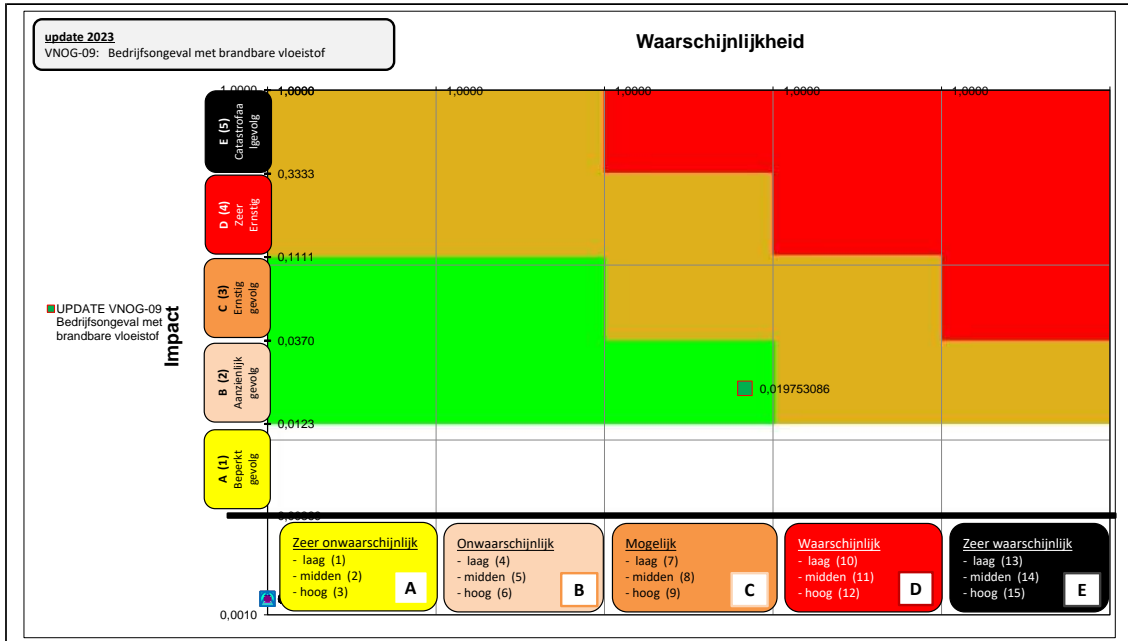 update 2023
VNOG-09: Bedrijfsongeval met brandbare vloeistof
Waarschijnlijkheid
1,0000 1,0000 1,0000 1,0000 1,0000 1,0000
E (5)
Catastrofaa
lgevolg
0,3333
D (4)
Zeer
Ernstig
0,1111
C (3)
Ernstig
gevolg
UPDATE VNOG-09
Bedrijfsongeval met
brandbare vloeistof
Impact
0,0370
B (2)
Aanzienlijk
gevolg
0,019753086
0,0123
A (1)
Beperkt
gevolg
Zeer onwaarschijnlijk
- laag (1)
- midden (2)
- hoog (3)
A
Onwaarschijnlijk
- laag (4)
- midden (5)
- hoog (6)
B
Mogelijk
- laag (7)
- midden (8)
- hoog (9)
C
Waarschijnlijk
- laag (10)
- midden (11)
- hoog (12)
D
Zeer waarschijnlijk
- laag (13)
- midden (14)
- hoog (15)
E
0,0010